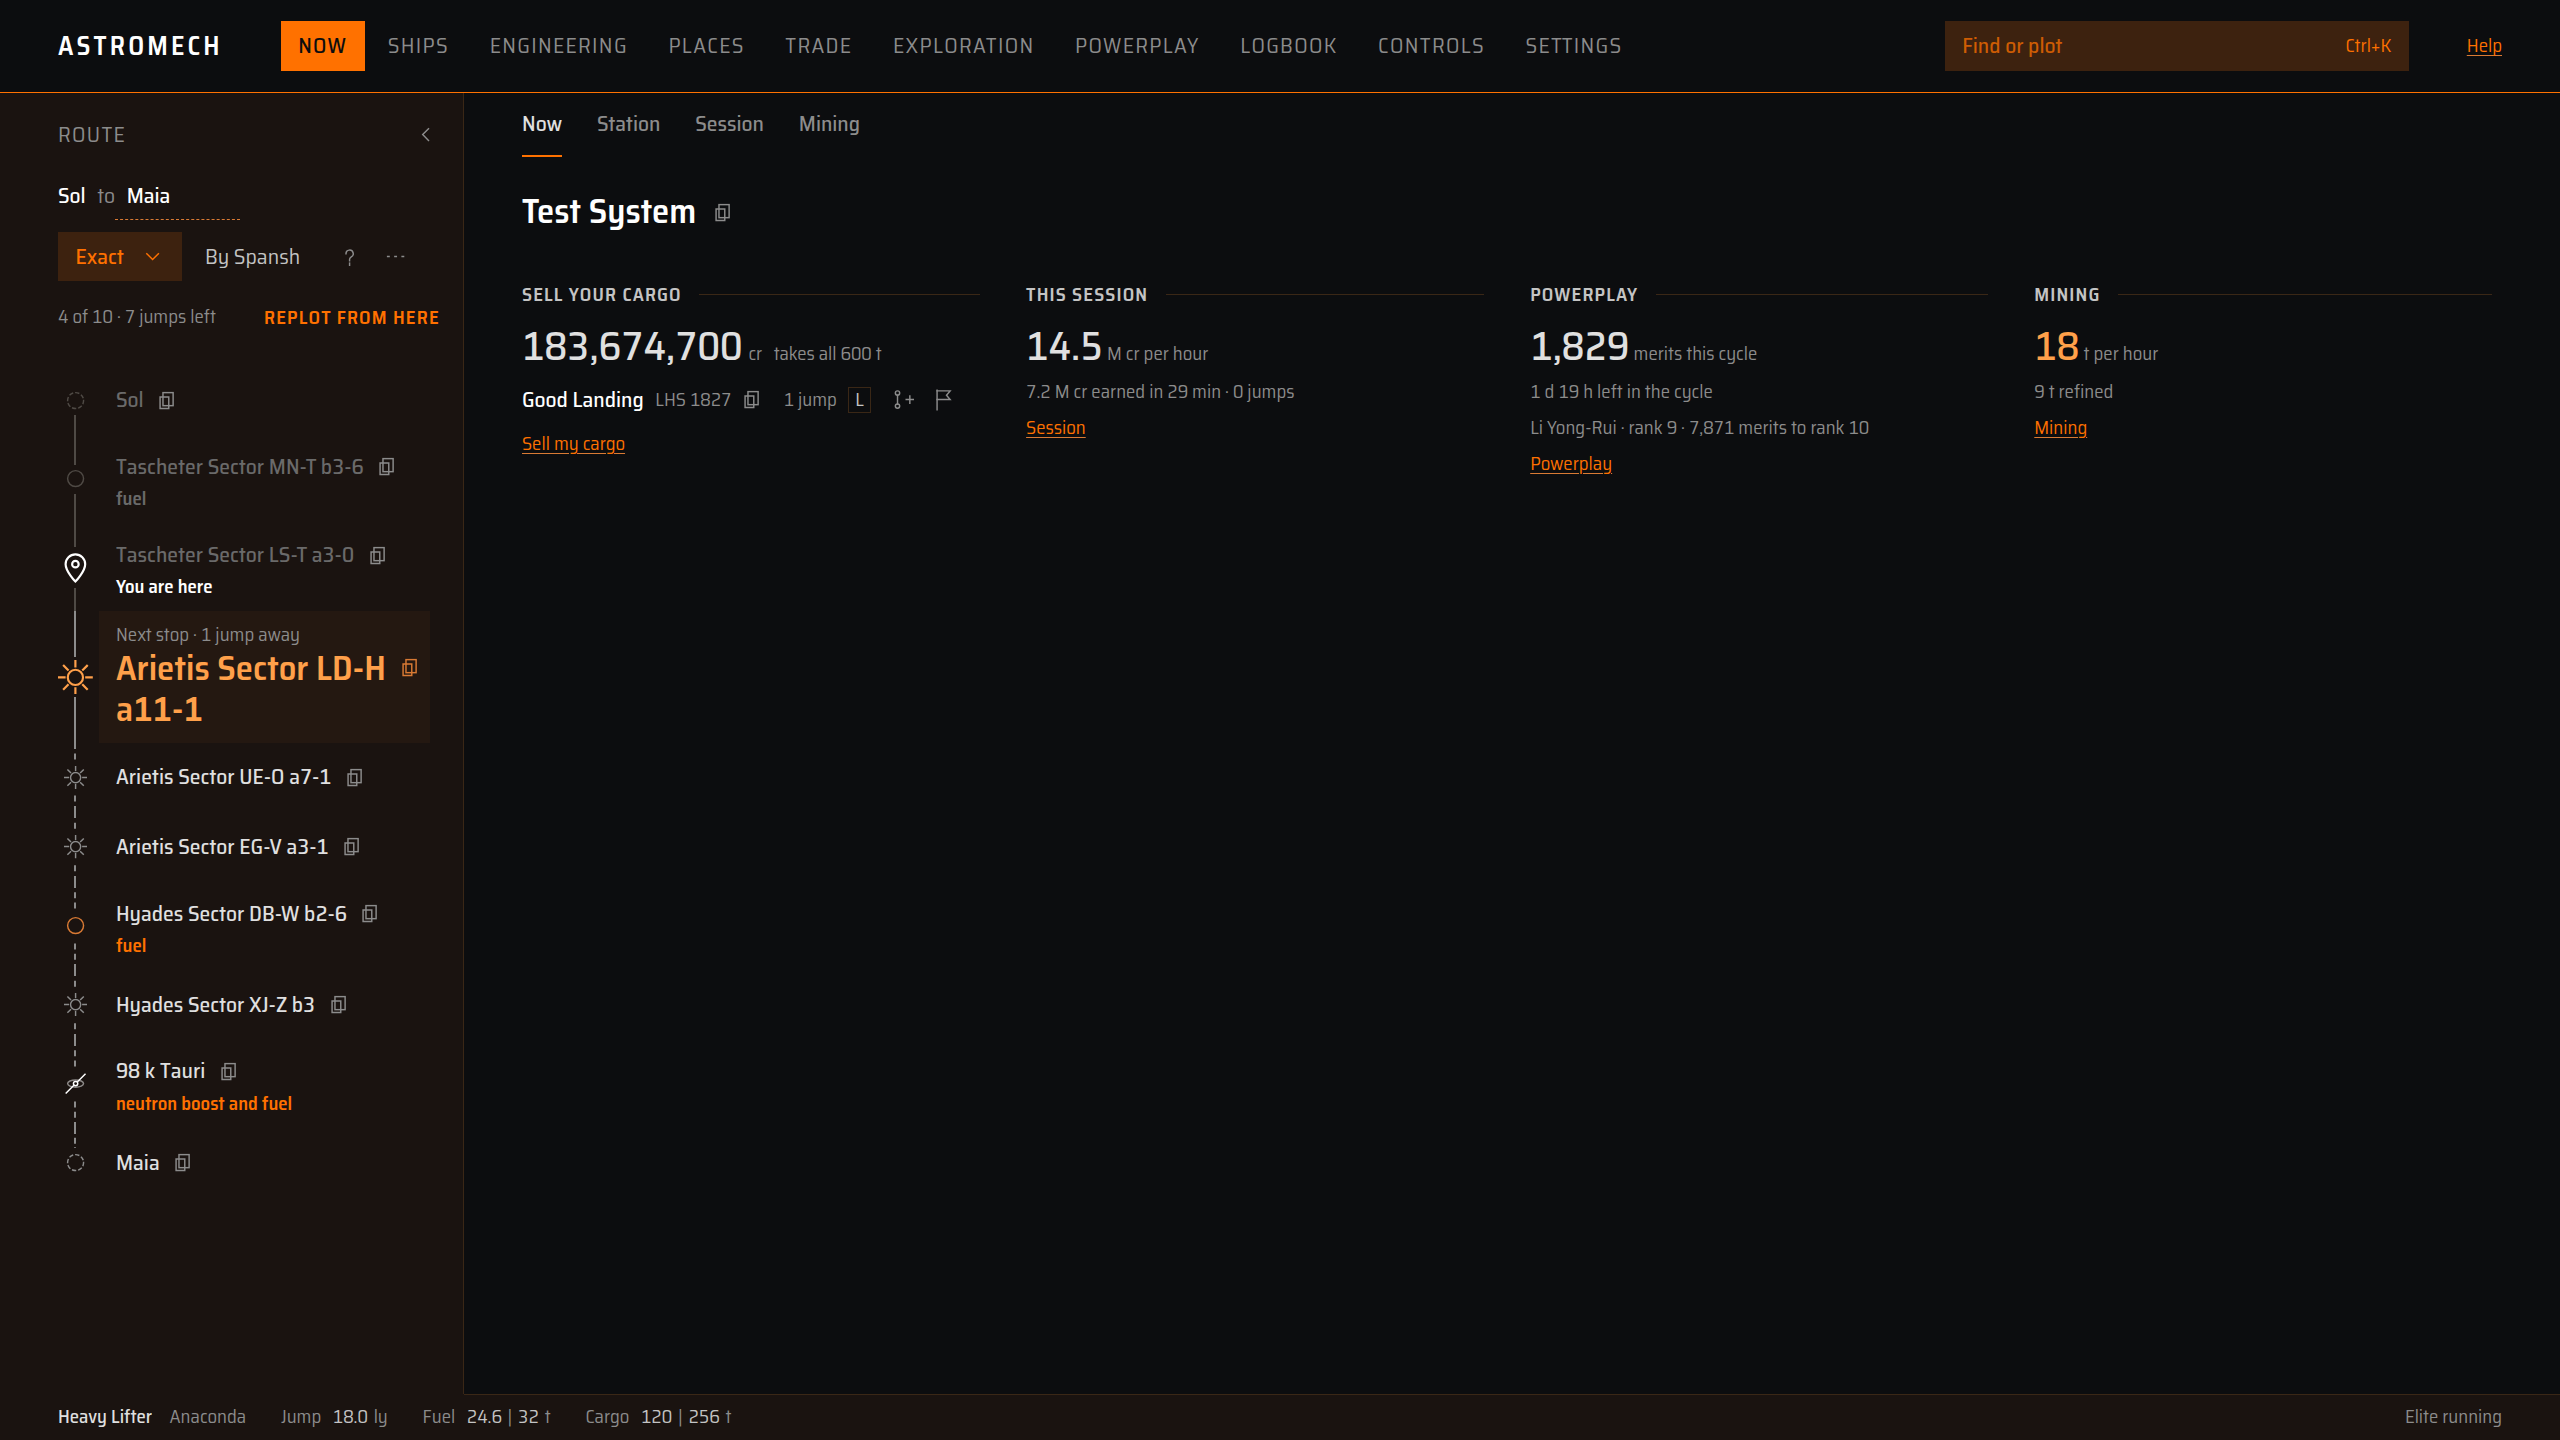 ASTROMECH NOW SHIPS ENGINEERING PLACES TRADE EXPLORATION POWERPLAY LOGBOOK CONTROLS SETTINGS Find or plot Ctrl+K Help
ROUTE
Sol to Maia
Exact By Spansh ? ...
4 of 10 · 7 jumps left REPLOT FROM HERE
Sol
Tascheter Sector MN-T b3-6
fuel
Tascheter Sector LS-T a3-0
You are here
Next stop · 1 jump away
Arietis Sector LD-H
a11-1
Arietis Sector UE-O a7-1
Arietis Sector EG-V a3-1
Hyades Sector DB-W b2-6
fuel
Hyades Sector XJ-Z b3
98 k Tauri
neutron boost and fuel
Maia
Now Station Session Mining
Test System
SELL YOUR CARGO
183,674,700 cr takes all 600 t
Good Landing LHS 1827 1 jump L
Sell my cargo
THIS SESSION
14.5 M cr per hour
7.2 M cr earned in 29 min · 0 jumps
Session
POWERPLAY
1,829 merits this cycle
1 d 19 h left in the cycle
Li Yong-Rui · rank 9 · 7,871 merits to rank 10
Powerplay
MINING
18 t per hour
9 t refined
Mining
Heavy Lifter Anaconda Jump 18.0 ly Fuel 24.6 | 32 t Cargo 120 | 256 t Elite running